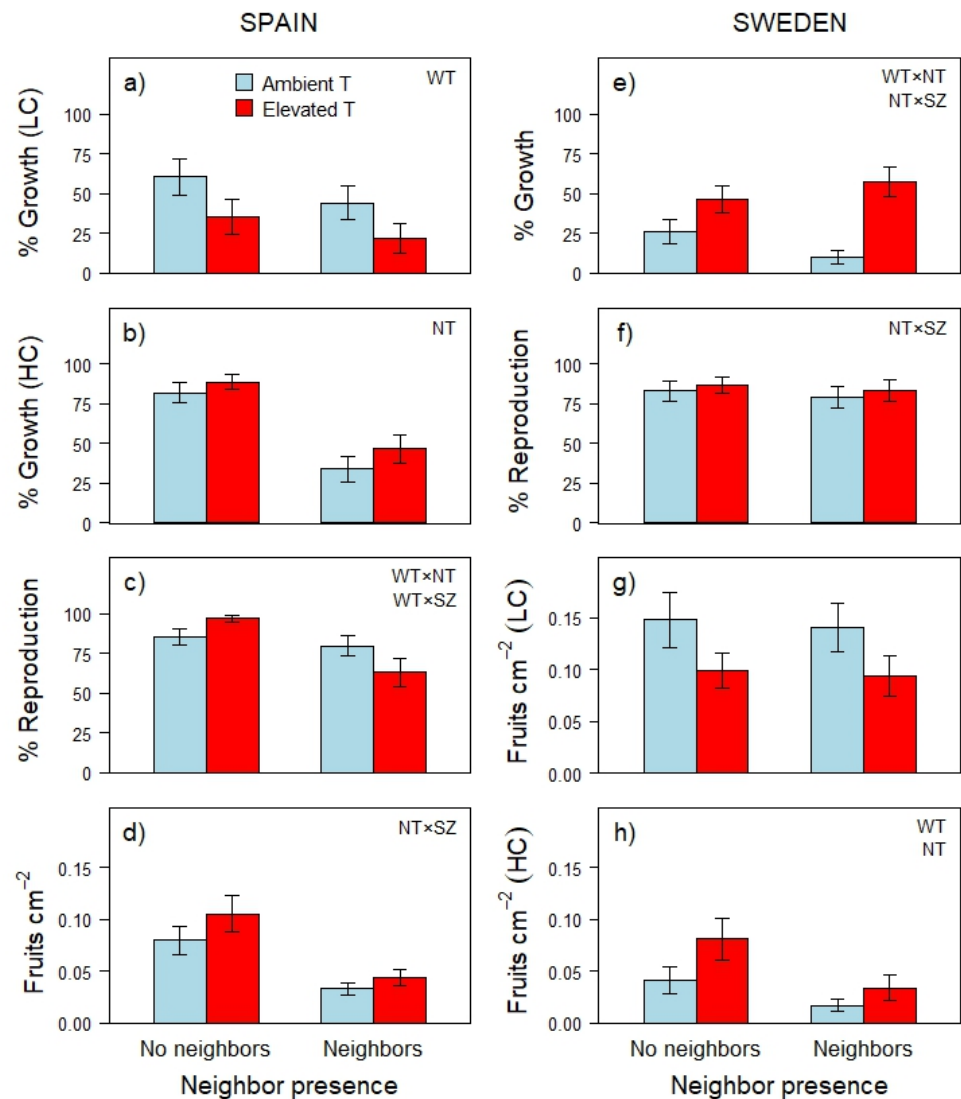 SPAIN
SWEDEN
a)
Ambient T
Elevated T
WT
% Growth (LC)
100
75
50
25
0
e)
WT×NT
NT×SZ
% Growth
100
75
50
25
0
b)
NT
% Growth (HC)
100
75
50
25
0
f)
NT×SZ
% Reproduction
100
75
50
25
0
c)
WT×NT
WT×SZ
% Reproduction
100
75
50
25
0
g)
Fruits cm⁻² (LC)
0.15
0.10
0.05
0.00
d)
NT×SZ
Fruits cm⁻²
0.15
0.10
0.05
0.00
h)
WT
NT
Fruits cm⁻² (HC)
0.15
0.10
0.05
0.00
No neighbors
Neighbors
Neighbor presence
No neighbors
Neighbors
Neighbor presence